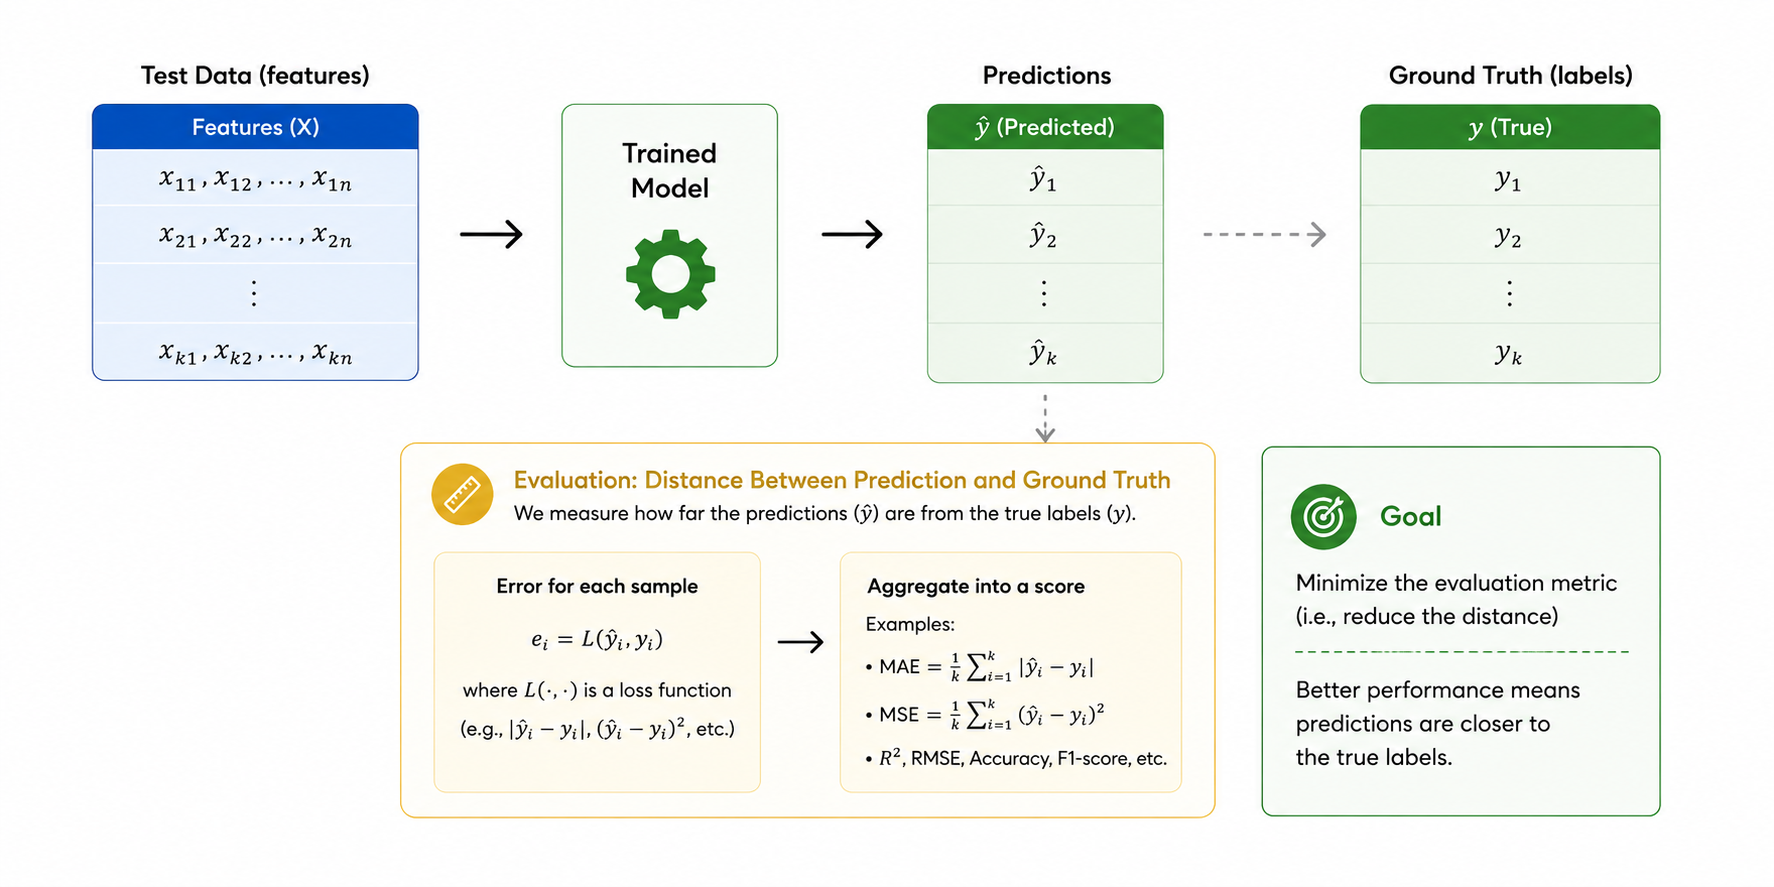 Test Data (features)
Features (X)
x₁₁, x₁₂, …, x₁ₙ
x₂₁, x₂₂, …, x₂ₙ
⋮
xₖ₁, xₖ₂, …, xₖₙ
Trained
Model
Predictions
ŷ (Predicted)
ŷ₁
ŷ₂
⋮
ŷₖ
Ground Truth (labels)
y (True)
y₁
y₂
⋮
yₖ
Evaluation: Distance Between Prediction and Ground Truth
We measure how far the predictions (ŷ) are from the true labels (y).
Error for each sample
eᵢ = L(ŷᵢ, yᵢ)
where L(·, ·) is a loss function
(e.g., |ŷᵢ − yᵢ|, (ŷᵢ − yᵢ)², etc.)
Aggregate into a score
Examples:
• MAE = 1/k ∑ᵢ₌₁ᵏ |ŷᵢ − yᵢ|
• MSE = 1/k ∑ᵢ₌₁ᵏ (ŷᵢ − yᵢ)²
• R², RMSE, Accuracy, F1-score, etc.
Goal
Minimize the evaluation metric
(i.e., reduce the distance)
Better performance means
predictions are closer to
the true labels.